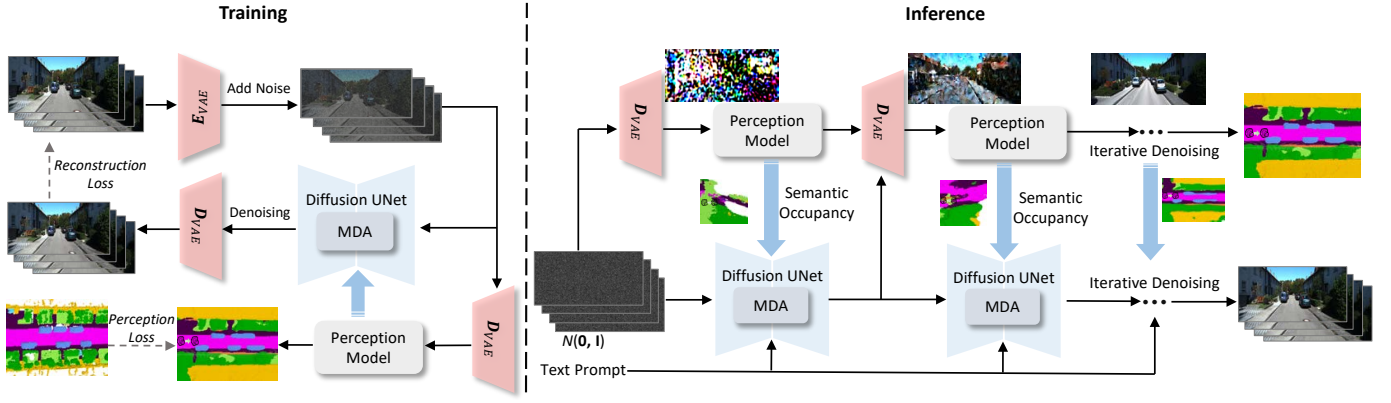 Training
E_VAE
Add Noise
Reconstruction
Loss
D_VAE
Denoising
Diffusion UNet
MDA
Perception
Loss
Perception
Model
D_VAE
Inference
D_VAE
Perception
Model
D_VAE
Perception
Model
Iterative Denoising
Semantic
Occupancy
Semantic
Occupancy
Diffusion UNet
MDA
Diffusion UNet
MDA
Iterative Denoising
N(0, I)
Text Prompt